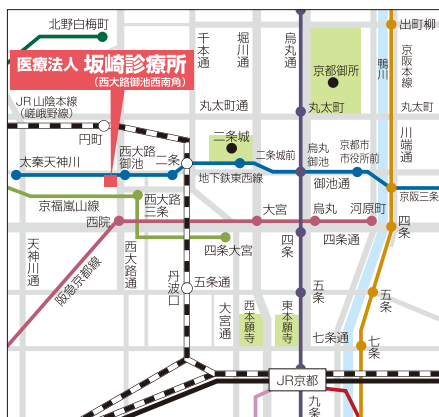 北野白梅町
千本通
堀川通
烏丸通
出町柳
医療法人 坂崎診療所
(西大路御池西南角)
京都御所
鴨川
京阪本線
JR山陰本線
(嵯峨野線)
丸太町通
丸太町
丸太町
円町
二条城
川端通
太秦天神川
西大路
御池
二条
二条城前
烏丸
御池
京都市
市役所前
地下鉄東西線
御池通
京阪三条
京福嵐山線
西大路
三条
西院
大宮
烏丸
河原町
四条
四条
四条通
四条大宮
天神川通
西大路通
阪急京都線
丹波口
五条通
五条
五条
大宮通
西本願寺
東本願寺
七条通
七条
JR京都
九条